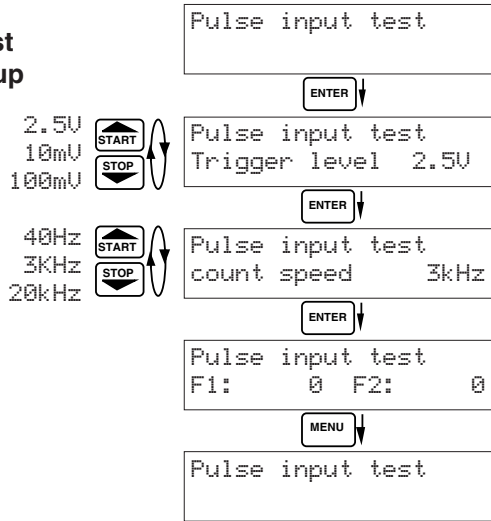 Pulse input test
st
up
ENTER
2.5V
10mV
100mV
START
STOP
Pulse input test
Trigger level 2.5V
ENTER
40Hz
3KHz
20kHz
START
STOP
Pulse input test
count speed 3kHz
ENTER
Pulse input test
F1: 0 F2: 0
MENU
Pulse input test